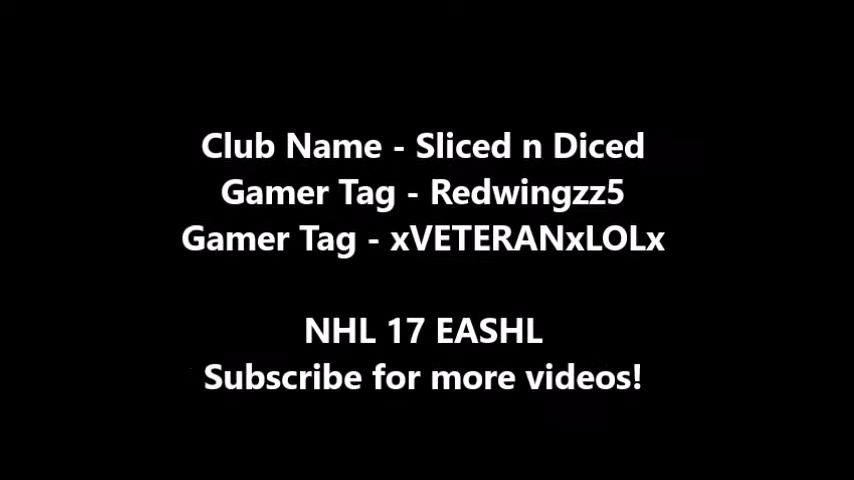 Club Name - Sliced n Diced
Gamer Tag - Redwingzz5
Gamer Tag - xVETERANxLOLx
NHL 17 EASHL
Subscribe for more videos!